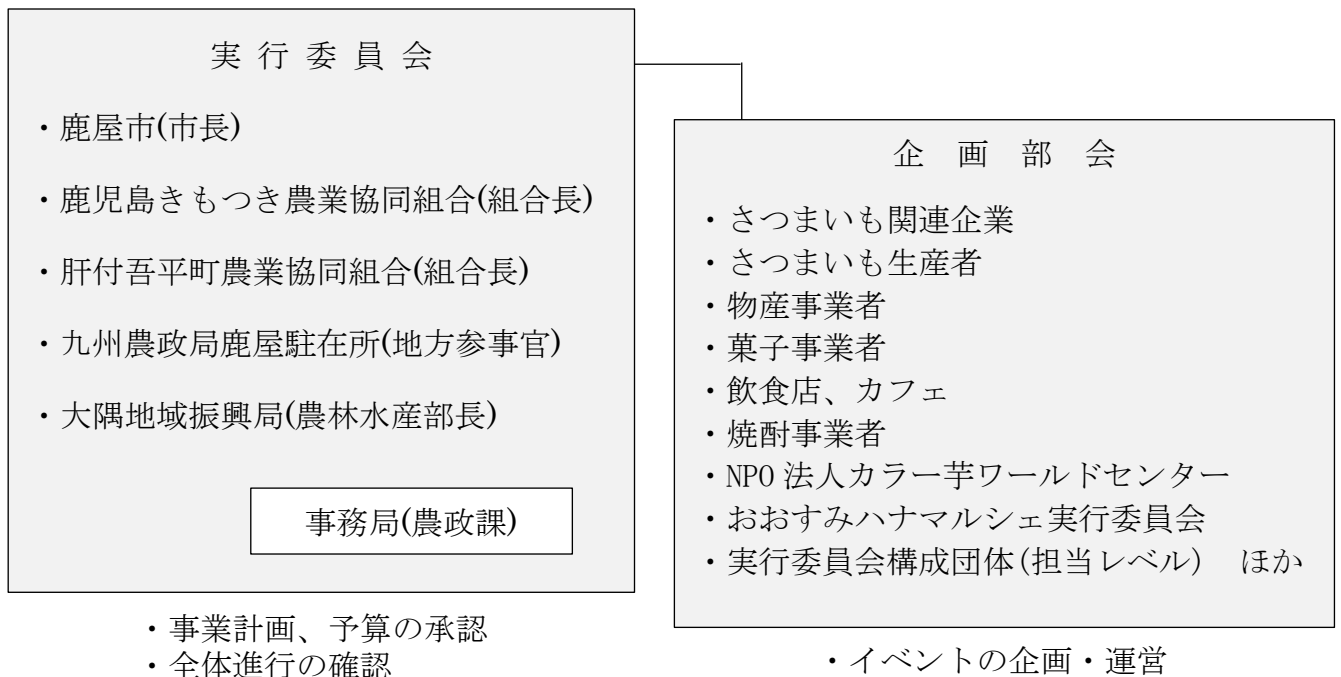 実 行 委 員 会
・鹿屋市(市長)
・鹿児島きもつき農業協同組合(組合長)
・肝付吾平町農業協同組合(組合長)
・九州農政局鹿屋駐在所(地方参事官)
・大隅地域振興局(農林水産部長)
事務局(農政課)
・事業計画、予算の承認
・全体進行の確認
企 画 部 会
・さつまいも関連企業
・さつまいも生産者
・物産事業者
・菓子事業者
・飲食店、カフェ
・焼酎事業者
・NPO 法人カラー芋ワールドセンター
・おおすみハナマルシェ実行委員会
・実行委員会構成団体(担当レベル) ほか
・イベントの企画・運営